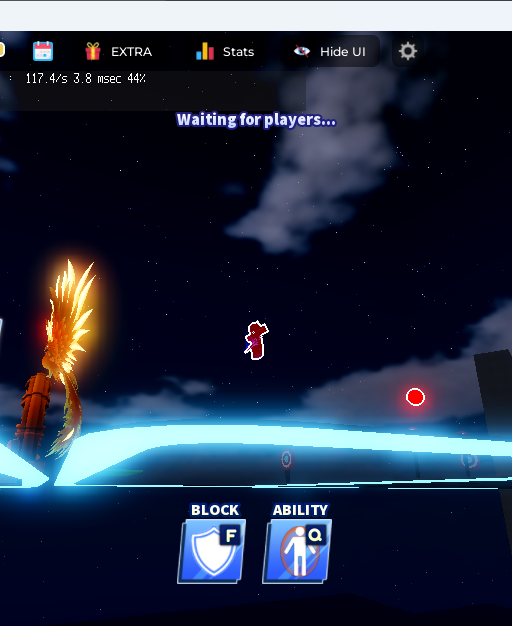 EXTRA
Stats
Hide UI
: 117.4/s 3.8 msec 44%
Waiting for players...
BLOCK
ABILITY
F
Q